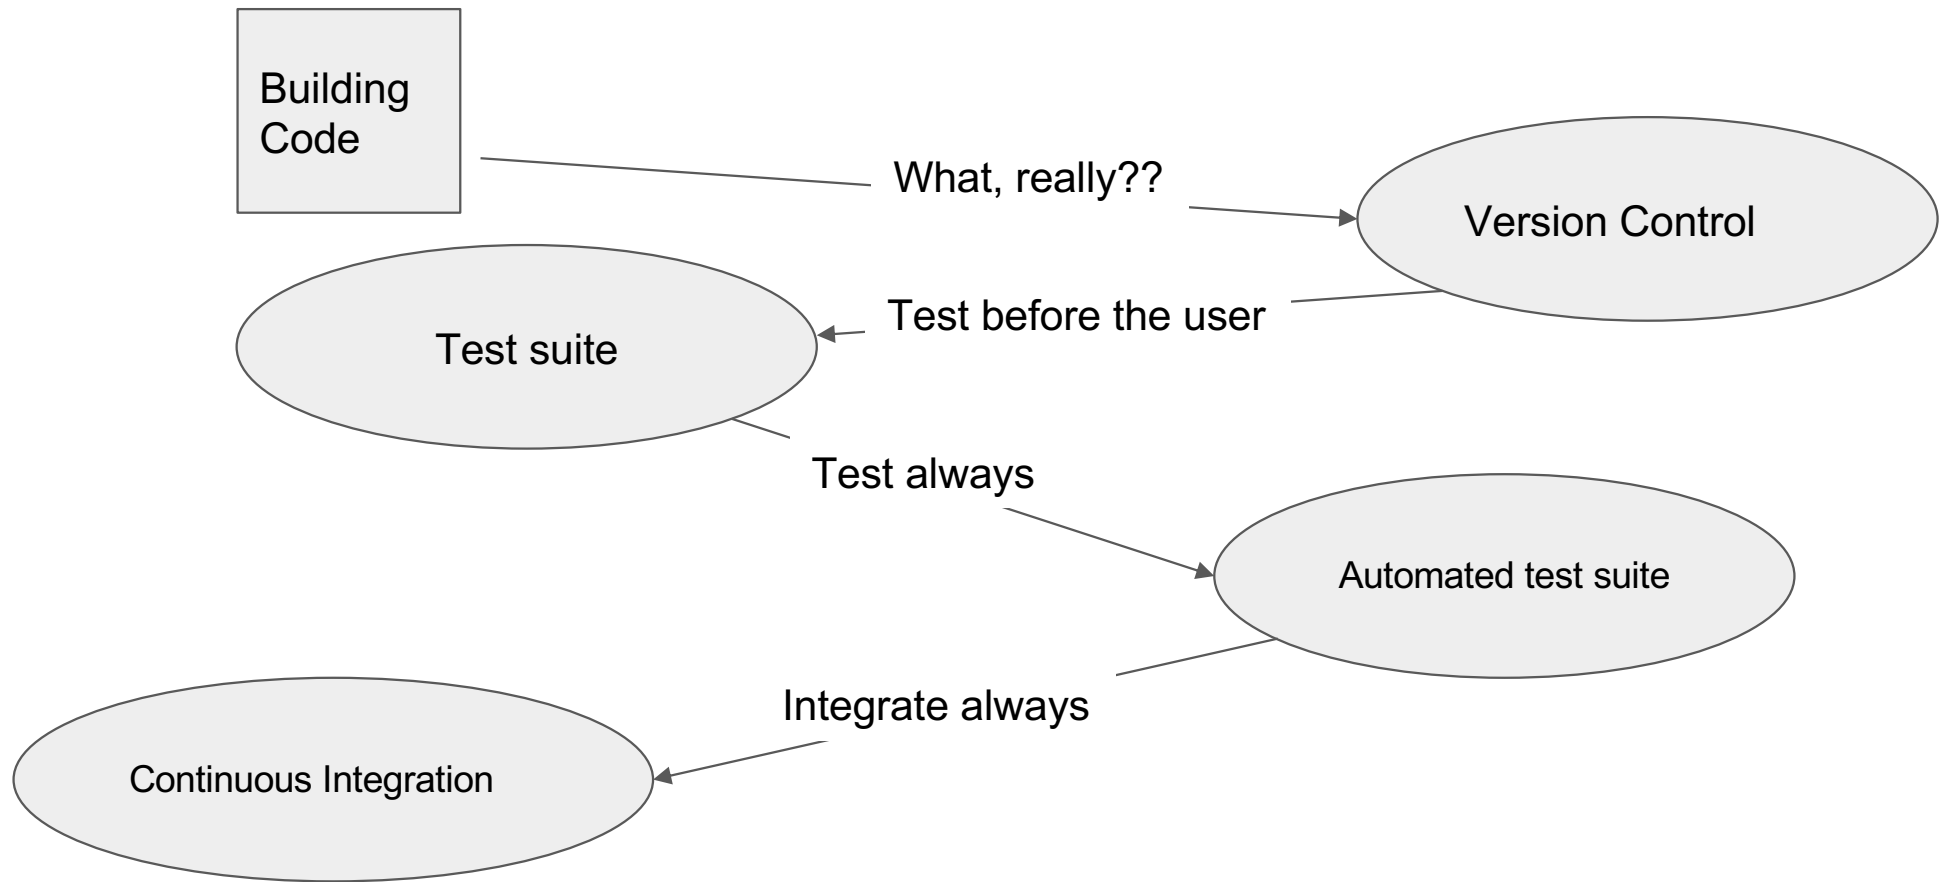 Building
Code
What, really??
Version Control
Test before the user
Test suite
Test always
Automated test suite
Integrate always
Continuous Integration